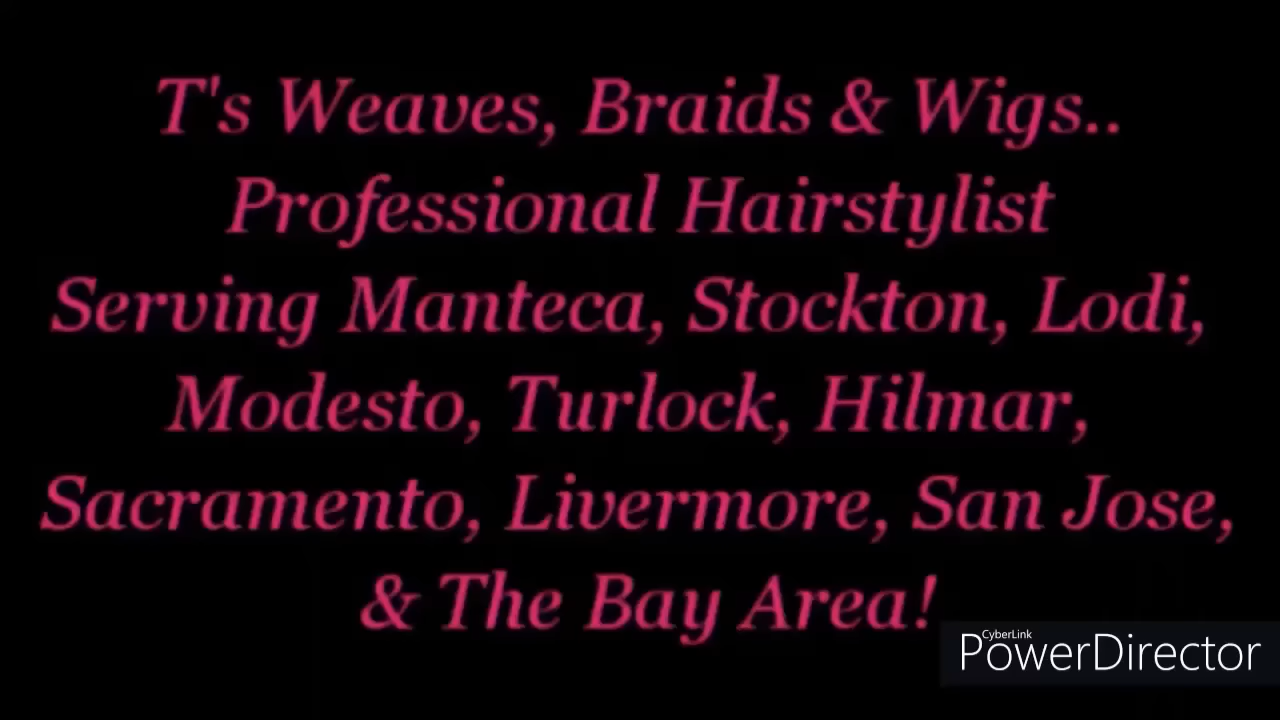 T's Weaves, Braids & Wigs..
Professional Hairstylist
Serving Manteca, Stockton, Lodi,
Modesto, Turlock, Hilmar,
Sacramento, Livermore, San Jose,
& The Bay Area!
CyberLink
PowerDirector